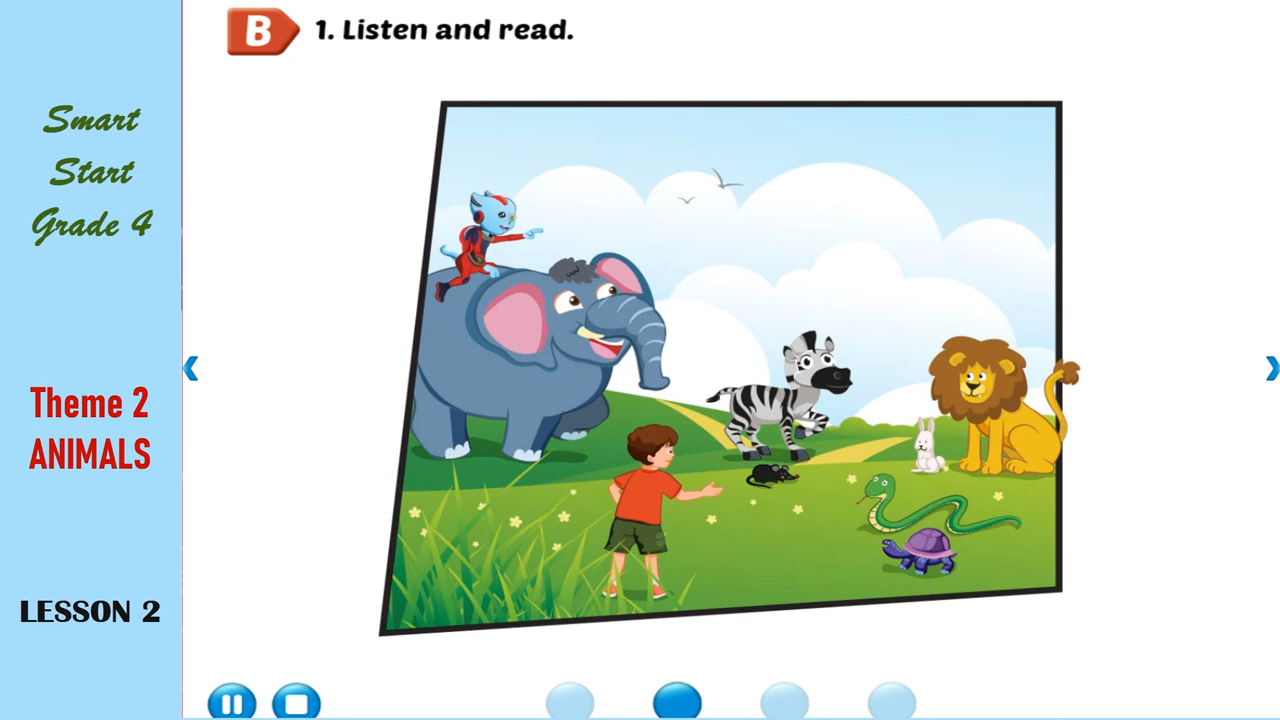 B 1. Listen and read.
Smart
Start
Grade 4
Theme 2
ANIMALS
LESSON 2